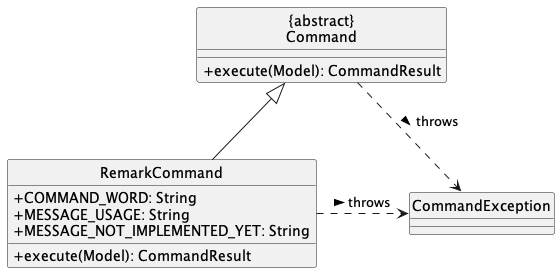 {abstract}
Command
+execute(Model): CommandResult
throws
RemarkCommand
+COMMAND_WORD: String
+MESSAGE_USAGE: String
+MESSAGE_NOT_IMPLEMENTED_YET: String
+execute(Model): CommandResult
throws
CommandException